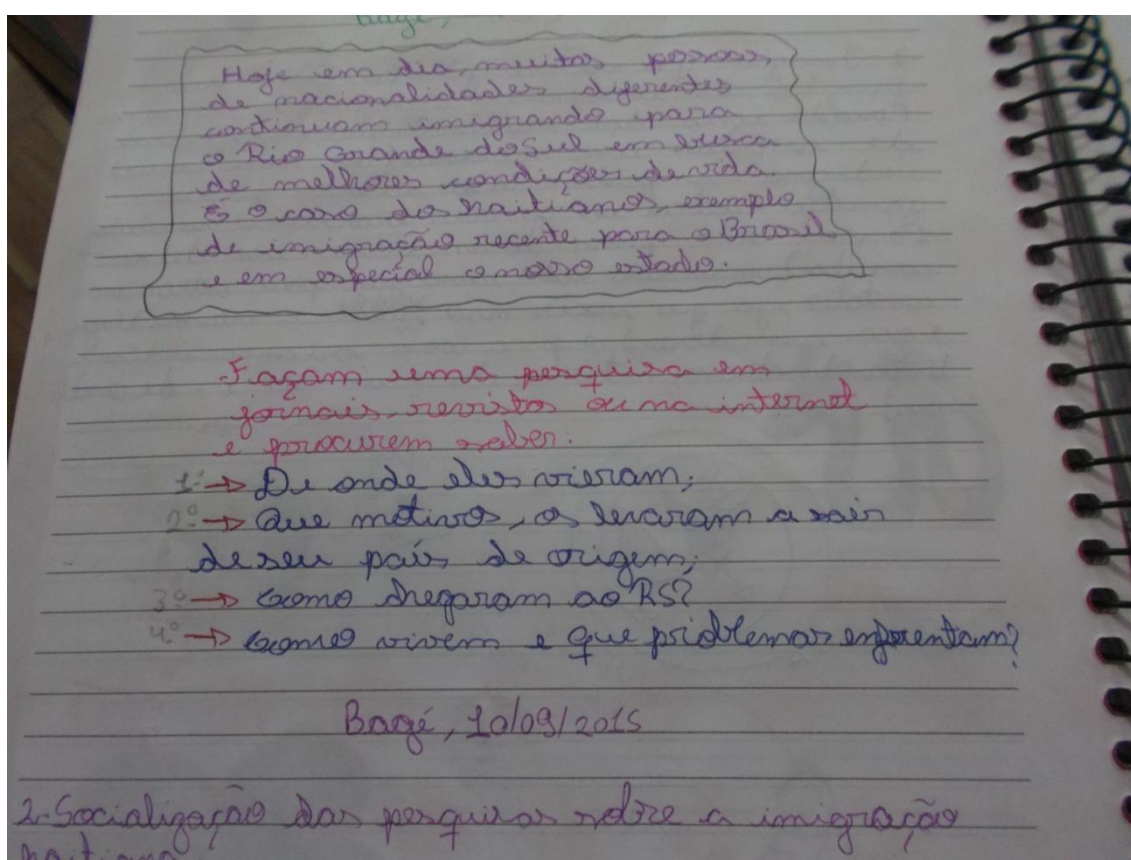 Bagé,
Hoje em dia, muitas pessoas,
de nacionalidades diferentes
continuam imigrando para
o Rio Grande do Sul em busca
de melhores condições de vida.
É o caso dos haitianos, exemplo
de imigração recente para o Brasil
e em especial o nosso estado.
Façam uma pesquisa em
jornais, revistas ou na internet
e procurem saber:
1º → De onde eles vieram;
2º → Que motivos, os levaram a sair
de seu país de origem;
3º → Como chegaram ao RS?
4º → Como vivem e que problemas enfrentam?
Bagé, 10/09/2015
2-Socialização das pesquisas sobre a imigração